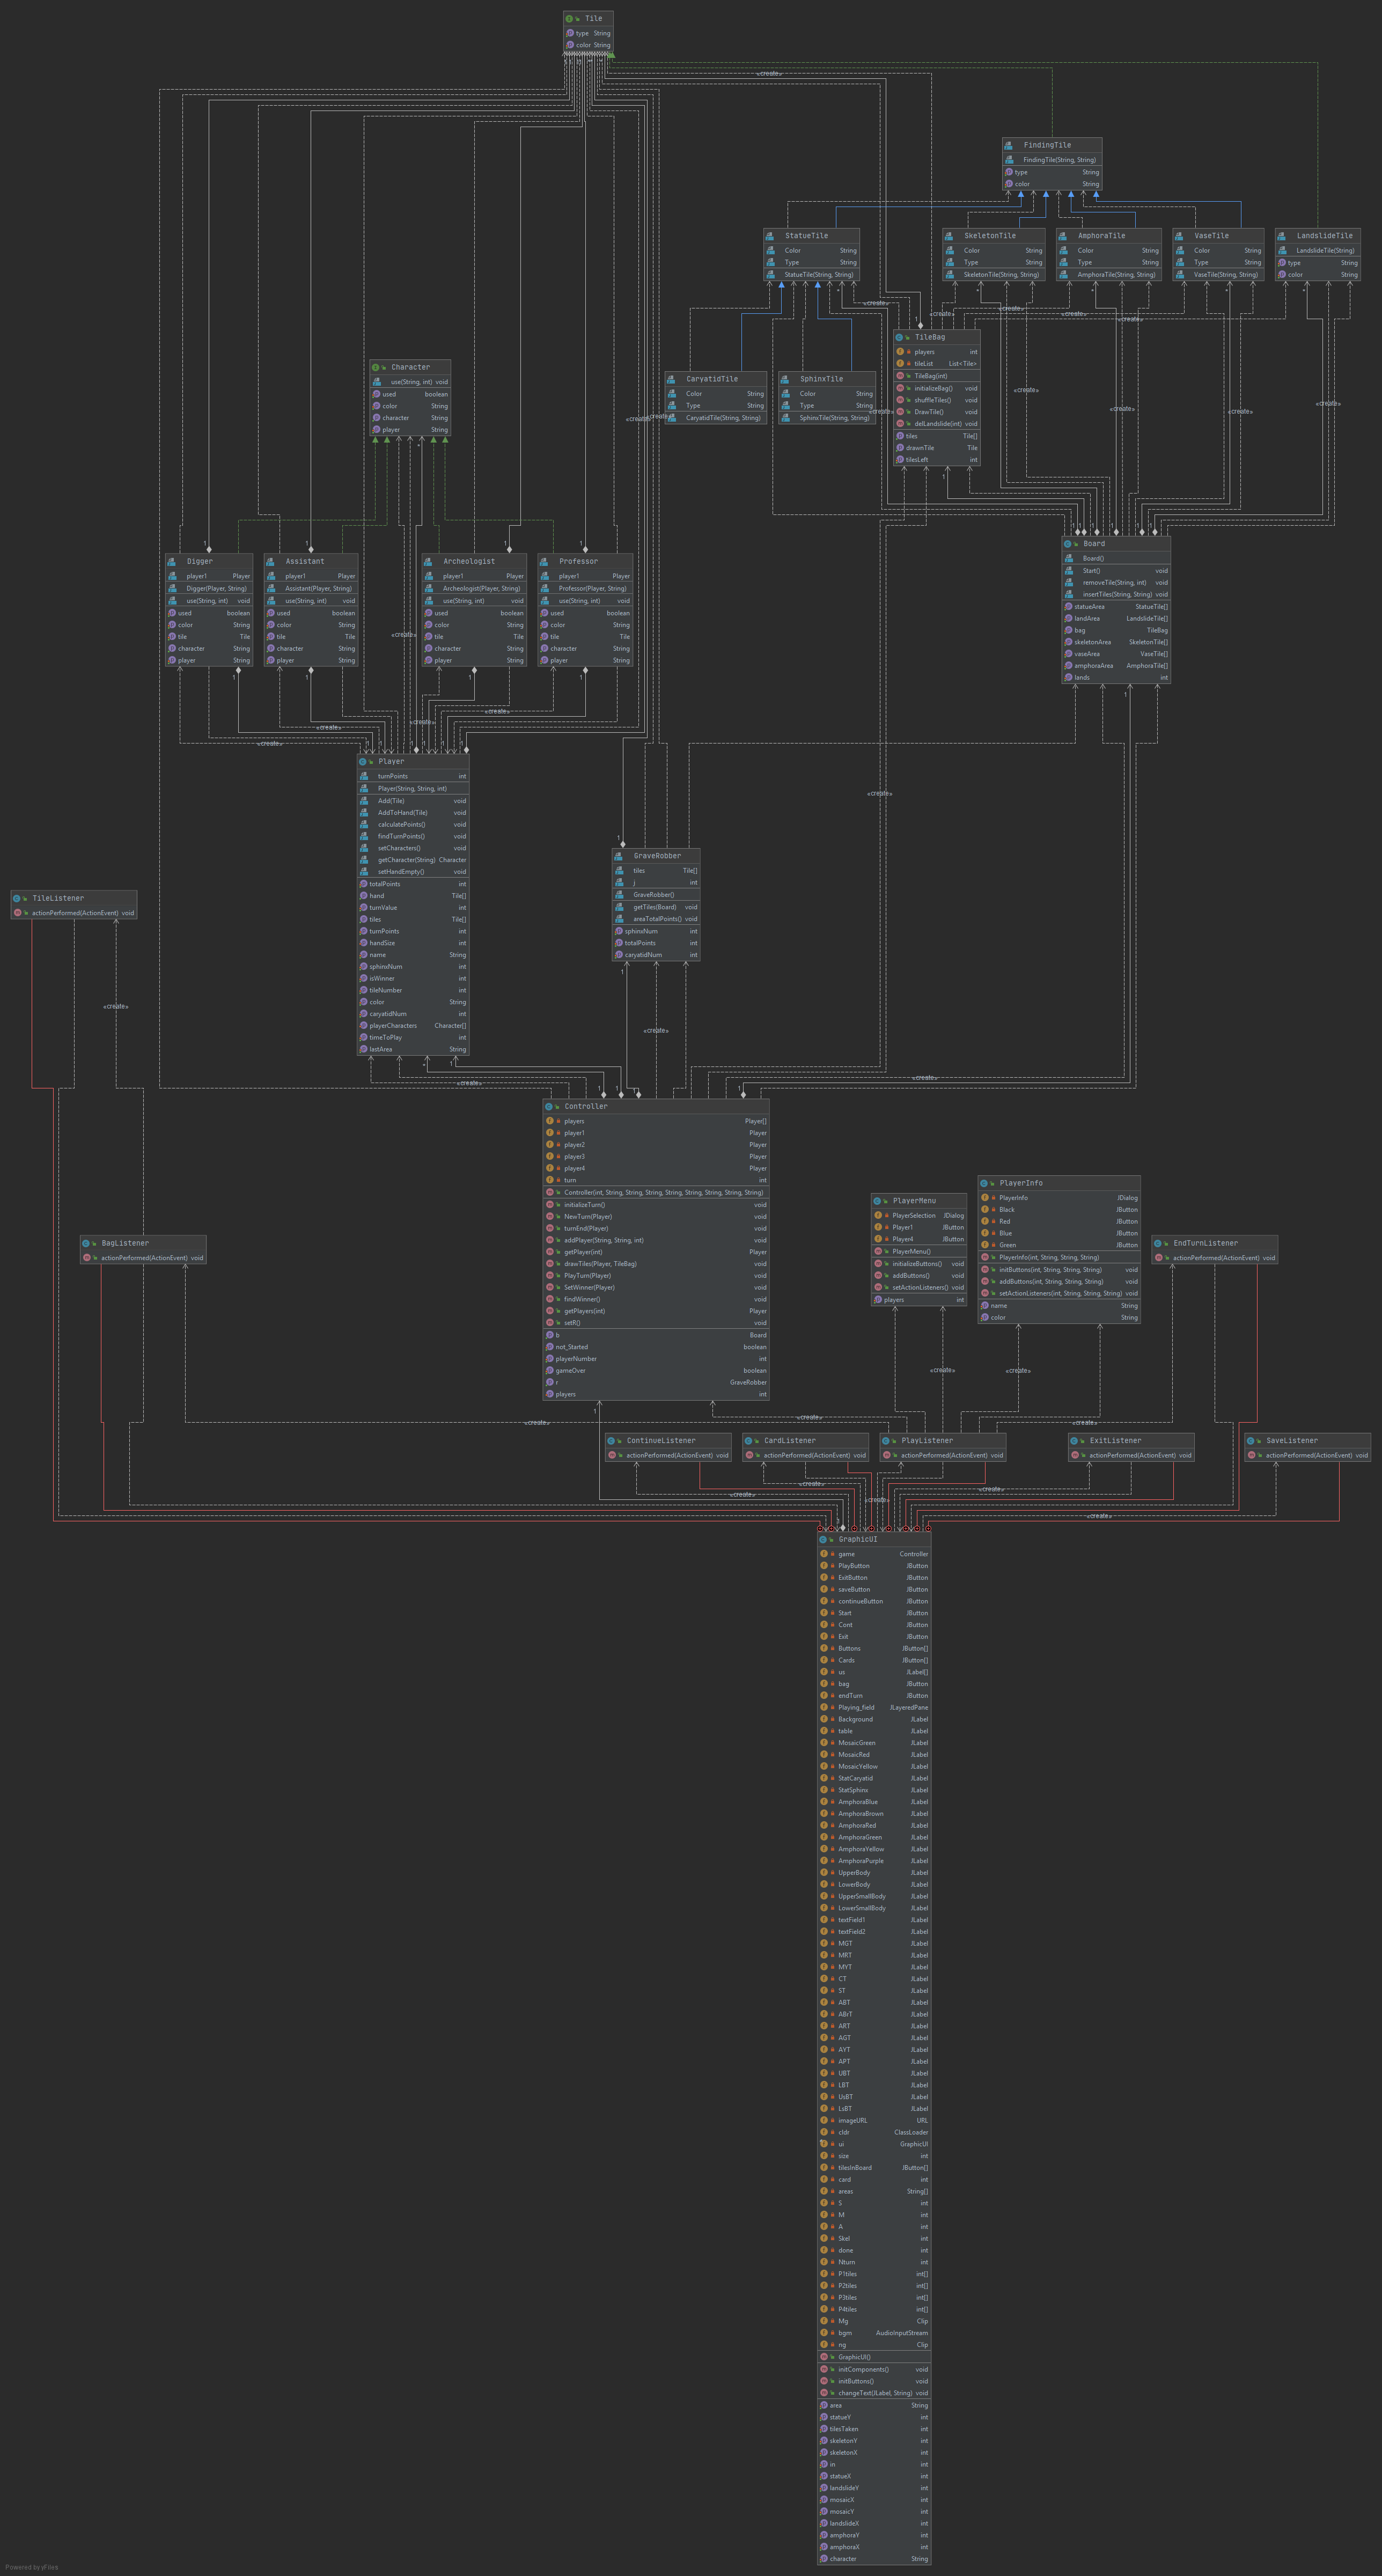 Tile
type String
color String
«create»
FindingTile
FindingTile(String, String)
type String
color String
StatueTile
Color String
Type String
StatueTile(String, String)
SkeletonTile
Color String
Type String
SkeletonTile(String, String)
AmphoraTile
Color String
Type String
AmphoraTile(String, String)
VaseTile
Color String
Type String
VaseTile(String, String)
LandslideTile
LandslideTile(String)
type String
color String
TileBag
players int
tileList List<Tile>
TileBag(int)
initializeBag() void
shuffleTiles() void
DrawTile() void
delLandslide(int) void
tiles Tile[]
drawnTile Tile
tilesLeft int
Character
use(String, int) void
used boolean
color String
character String
player String
CaryatidTile
Color String
Type String
CaryatidTile(String, String)
SphinxTile
Color String
Type String
SphinxTile(String, String)
Board
Board()
Start() void
removeTile(String, int) void
insertTiles(String, String) void
statueArea StatueTile[]
landArea LandslideTile[]
bag TileBag
skeletonArea SkeletonTile[]
vaseArea VaseTile[]
amphoraArea AmphoraTile[]
lands int
Digger
player1 Player
Digger(Player, String)
use(String, int) void
used boolean
color String
tile Tile
character String
player String
Assistant
player1 Player
Assistant(Player, String)
use(String, int) void
used boolean
color String
tile Tile
character String
player String
Archeologist
player1 Player
Archeologist(Player, String)
use(String, int) void
used boolean
color String
tile Tile
character String
player String
Professor
player1 Player
Professor(Player, String)
use(String, int) void
used boolean
color String
tile Tile
character String
player String
Player
turnPoints int
Player(String, String, int)
Add(Tile) void
AddToHand(Tile) void
calculatePoints() void
findTurnPoints() void
setCharacters() void
getCharacter(String) Character
setHandEmpty() void
totalPoints int
hand Tile[]
turnValue int
tiles Tile[]
turnPoints int
handSize int
name String
sphinxNum int
isWinner int
tileNumber int
color String
caryatidNum int
playerCharacters Character[]
timeToPlay int
lastArea String
GraveRobber
tiles Tile[]
j int
GraveRobber()
getTiles(Board) void
areaTotalPoints() void
sphinxNum int
totalPoints int
caryatidNum int
TileListener
actionPerformed(ActionEvent) void
Controller
players Player[]
player1 Player
player2 Player
player3 Player
player4 Player
turn int
Controller(int, String, String, String, String, String, String, String, String)
initializeTurn() void
NewTurn(Player) void
turnEnd(Player) void
addPlayer(String, String, int) void
getPlayer(int) Player
drawTiles(Player, TileBag) void
PlayTurn(Player) void
SetWinner(Player) void
findWinner() void
getPlayers(int) Player
setR() void
b Board
not_Started boolean
playerNumber int
gameOver boolean
r GraveRobber
players int
PlayerMenu
PlayerSelection JDialog
Player1 JButton
Player4 JButton
PlayerMenu()
initializeButtons() void
addButtons() void
setActionListeners() void
players int
PlayerInfo
PlayerInfo JDialog
Black JButton
Red JButton
Blue JButton
Green JButton
PlayerInfo(int, String, String, String)
initButtons(int, String, String, String) void
addButtons(int, String, String, String) void
setActionListeners(int, String, String, String) void
name String
color String
BagListener
actionPerformed(ActionEvent) void
EndTurnListener
actionPerformed(ActionEvent) void
ContinueListener
actionPerformed(ActionEvent) void
CardListener
actionPerformed(ActionEvent) void
PlayListener
actionPerformed(ActionEvent) void
ExitListener
actionPerformed(ActionEvent) void
SaveListener
actionPerformed(ActionEvent) void
GraphicUI
game Controller
PlayButton JButton
ExitButton JButton
saveButton JButton
continueButton JButton
Start JButton
Cont JButton
Exit JButton
Buttons JButton[]
Cards JButton[]
us JLabel[]
bag JButton
endTurn JButton
Playing_field JLayeredPane
Background JLabel
table JLabel
MosaicGreen JLabel
MosaicRed JLabel
MosaicYellow JLabel
StatCaryatid JLabel
StatSphinx JLabel
AmphoraBlue JLabel
AmphoraBrown JLabel
AmphoraRed JLabel
AmphoraGreen JLabel
AmphoraYellow JLabel
AmphoraPurple JLabel
UpperBody JLabel
LowerBody JLabel
UpperSmallBody JLabel
LowerSmallBody JLabel
textField1 JLabel
textField2 JLabel
MGT JLabel
MRT JLabel
MYT JLabel
CT JLabel
ST JLabel
ABT JLabel
ABrT JLabel
ART JLabel
AGT JLabel
AYT JLabel
APT JLabel
UBT JLabel
LBT JLabel
UsBT JLabel
LsBT JLabel
imageURL URL
cldr ClassLoader
ui GraphicUI
size int
tilesInBoard JButton[]
card int
areas String[]
S int
M int
A int
Skel int
done int
Nturn int
P1tiles int[]
P2tiles int[]
P3tiles int[]
P4tiles int[]
Mg Clip
bgm AudioInputStream
ng Clip
GraphicUI()
initComponents() void
initButtons() void
changeText(JLabel, String) void
area String
statueY int
tilesTaken int
skeletonY int
skeletonX int
in int
statueX int
landslideY int
mosaicX int
mosaicY int
landslideX int
amphoraY int
amphoraX int
character String
Powered by yFiles